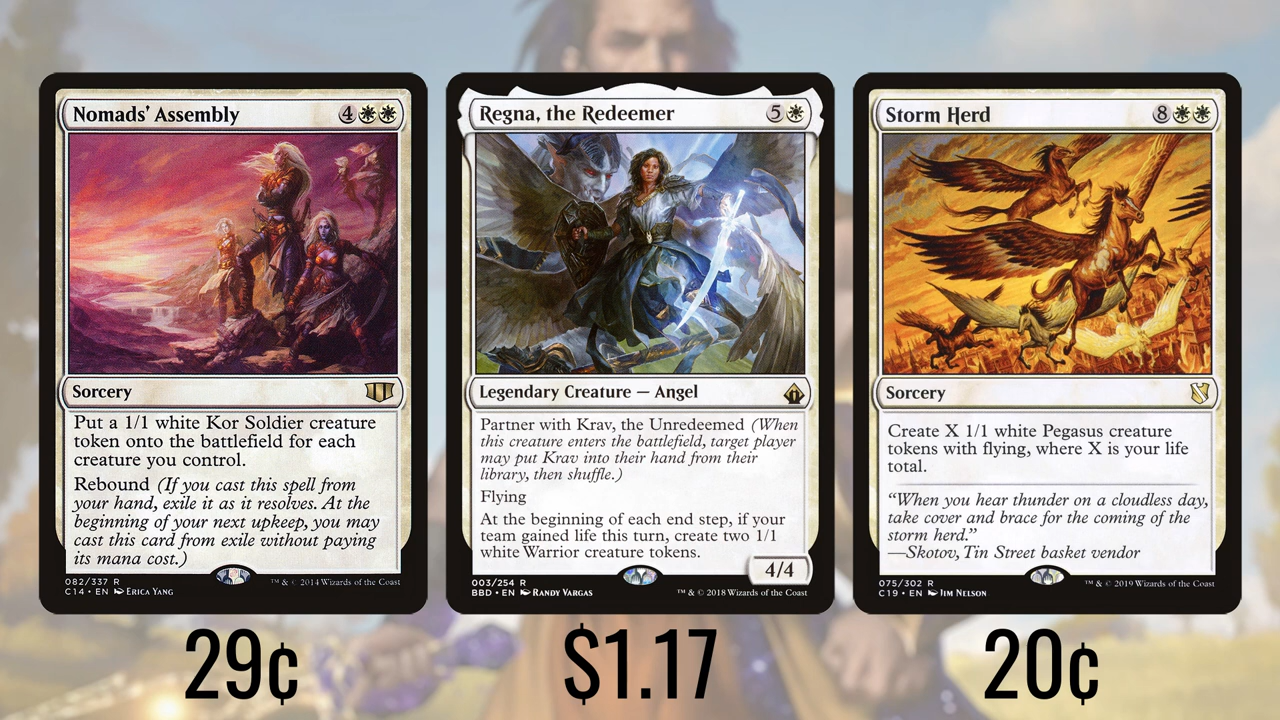 Nomads' Assembly 4
Sorcery
Put a 1/1 white Kor Soldier creature
token onto the battlefield for each
creature you control.
Rebound (If you cast this spell from
your hand, exile it as it resolves. At the
beginning of your next upkeep, you may
cast this card from exile without paying
its mana cost.)
082/337 R
C14 • EN Erica Yang
™ & © 2014 Wizards of the Coast
29¢
Regna, the Redeemer 5
Legendary Creature — Angel
Partner with Krav, the Unredeemed (When
this creature enters the battlefield, target player
may put Krav into their hand from their
library, then shuffle.)
Flying
At the beginning of each end step, if your
team gained life this turn, create two 1/1
white Warrior creature tokens.
4/4
003/254 R
BBD • EN Randy Vargas
™ & © 2018 Wizards of the Coast
$1.17
Storm Herd 8
Sorcery
Create X 1/1 white Pegasus creature
tokens with flying, where X is your life
total.
“When you hear thunder on a cloudless day,
take cover and brace for the coming of the
storm herd.”
—Skotov, Tin Street basket vendor
075/302 R
C19 • EN Jim Nelson
™ & © 2019 Wizards of the Coast
20¢